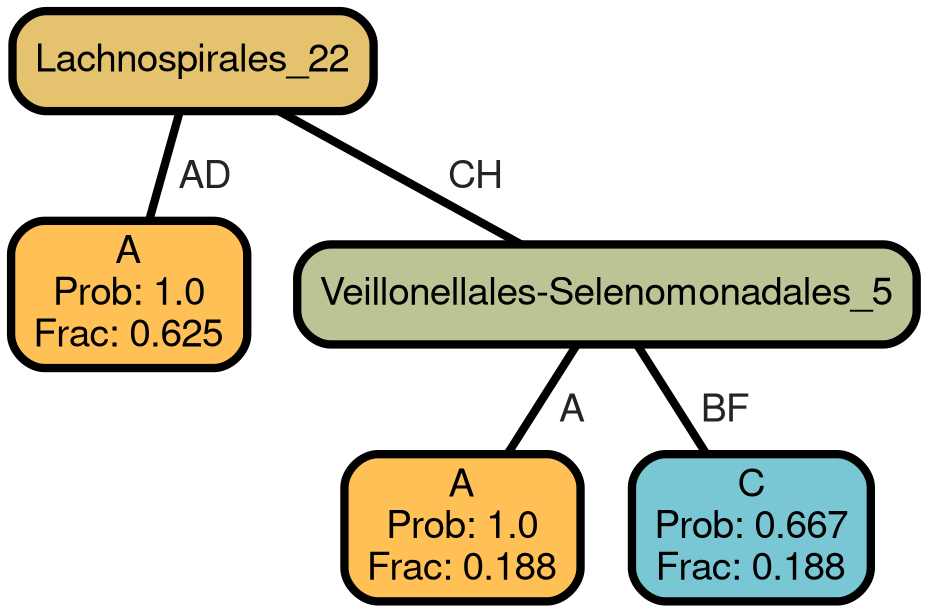 Lachnospirales_22
AD
CH
A
Prob: 1.0
Frac: 0.625
Veillonellales-Selenomonadales_5
A
BF
A
Prob: 1.0
Frac: 0.188
C
Prob: 0.667
Frac: 0.188